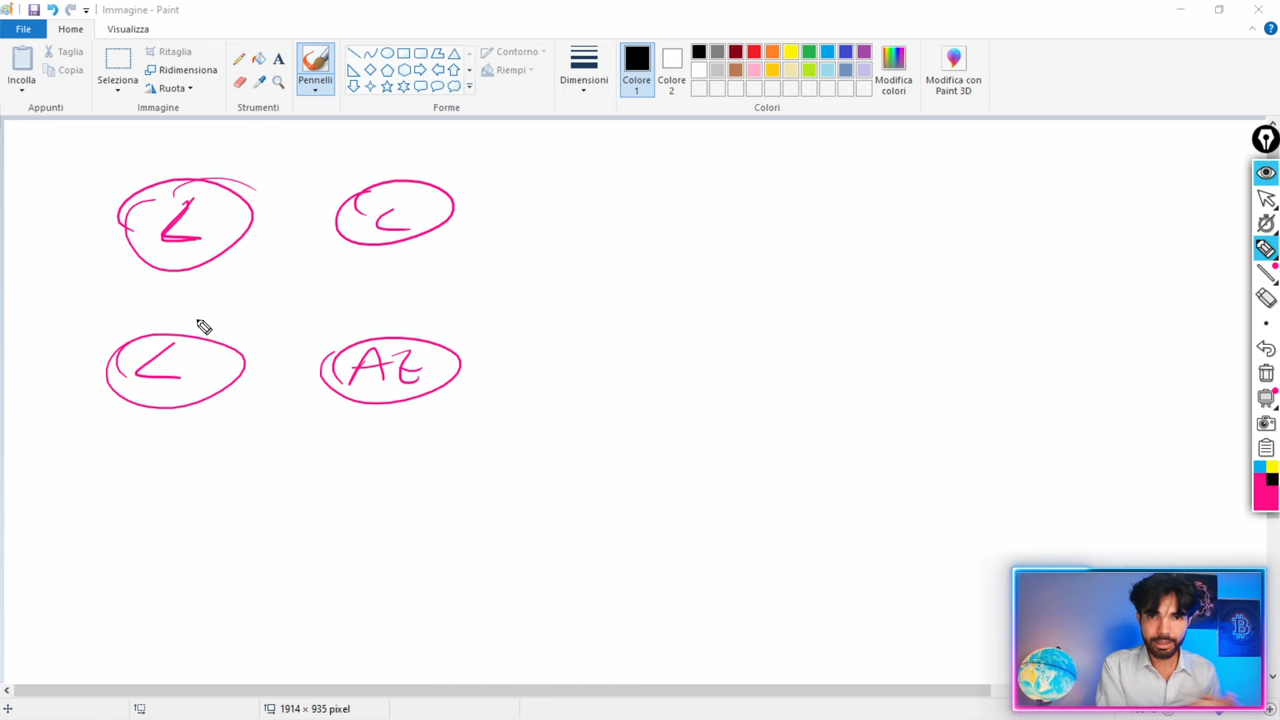 Immagine - Paint
File Home Visualizza
Incolla
Taglia
Copia
Appunti
Seleziona
Ritaglia
Ridimensiona
Ruota
Immagine
Strumenti
Pennelli
Forme
Contorno
Riempi
Dimensioni
Colore 1
Colore 2
Modifica colori
Colori
Modifica con Paint 3D
L L
L AE
1914 × 935 pixel